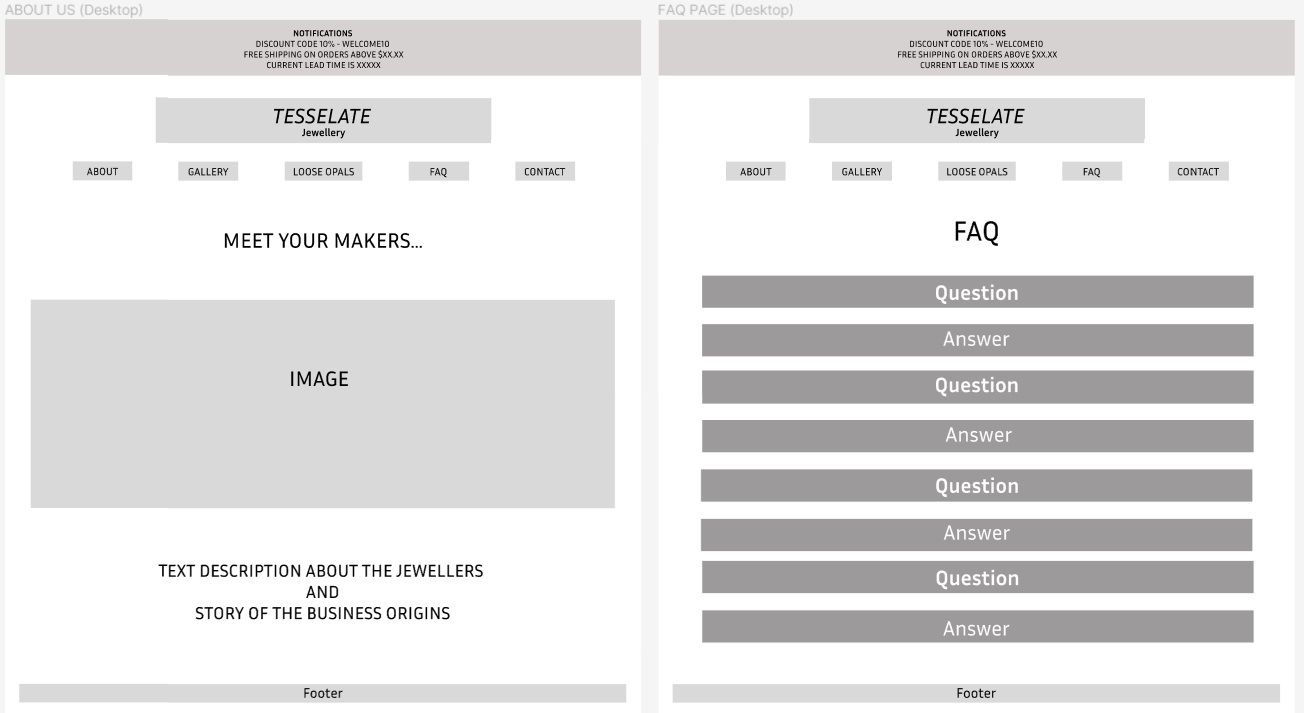 ABOUT US (Desktop)
NOTIFICATIONS
DISCOUNT CODE 10% - WELCOME10
FREE SHIPPING ON ORDERS ABOVE $XX.XX
CURRENT LEAD TIME IS XXXXX
TESSELATE
Jewellery
ABOUT GALLERY LOOSE OPALS FAQ CONTACT
MEET YOUR MAKERS...
IMAGE
TEXT DESCRIPTION ABOUT THE JEWELLERS
AND
STORY OF THE BUSINESS ORIGINS
Footer
FAQ PAGE (Desktop)
NOTIFICATIONS
DISCOUNT CODE 10% - WELCOME10
FREE SHIPPING ON ORDERS ABOVE $XX.XX
CURRENT LEAD TIME IS XXXXX
TESSELATE
Jewellery
ABOUT GALLERY LOOSE OPALS FAQ CONTACT
FAQ
Question
Answer
Question
Answer
Question
Answer
Question
Answer
Footer